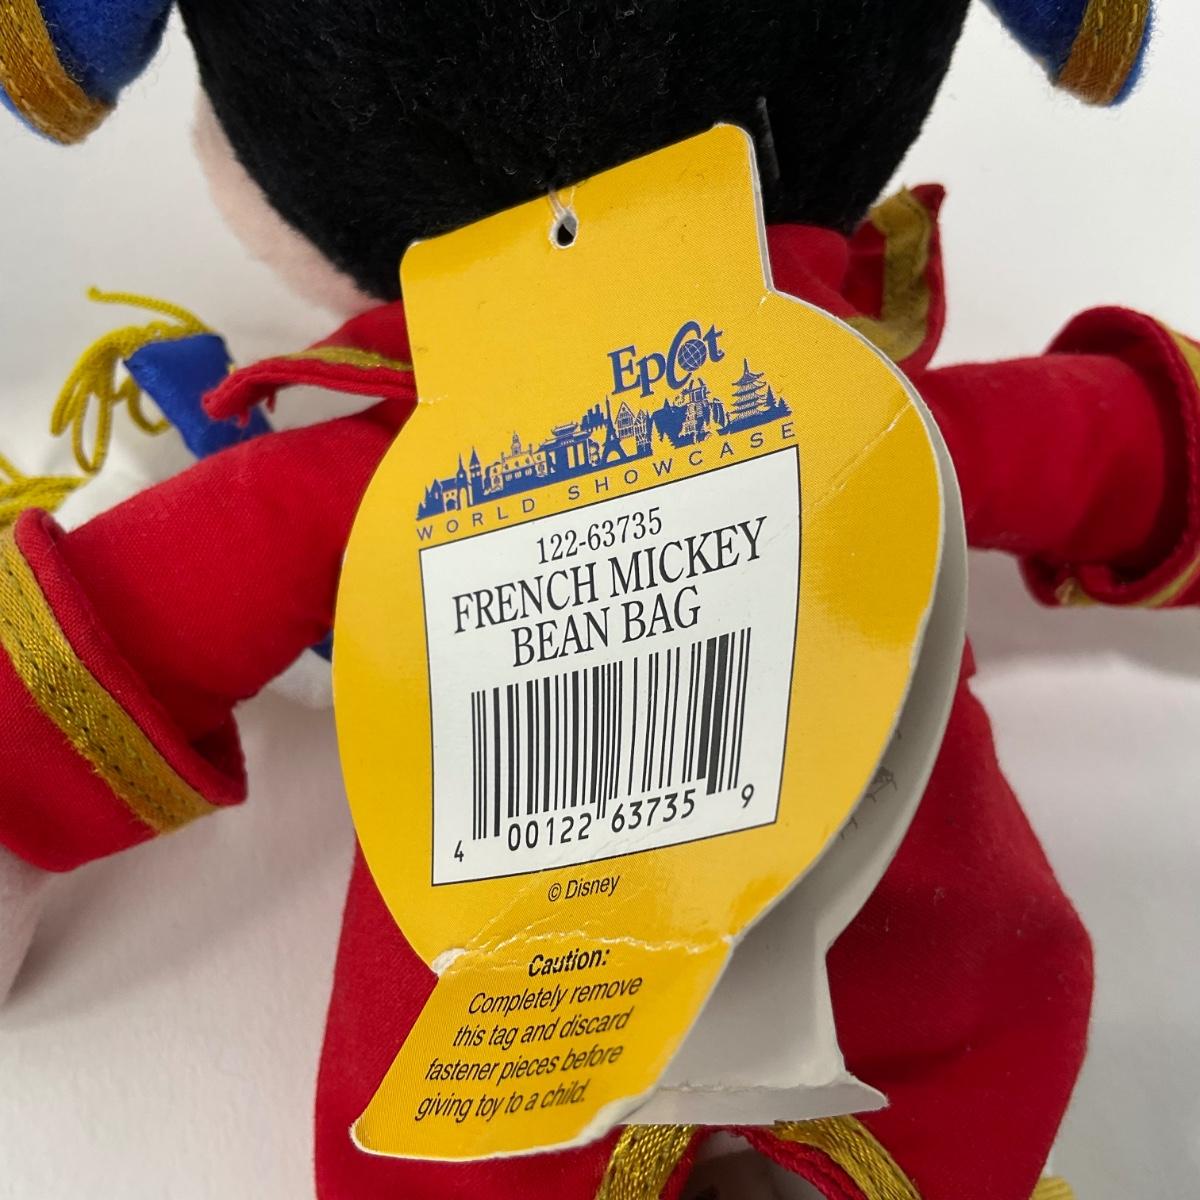 Epcot
WORLD SHOWCASE
122-63735
FRENCH MICKEY
BEAN BAG
4 00122 63735 9
© Disney
Caution:
Completely remove
this tag and discard
fastener pieces before
giving toy to a child.